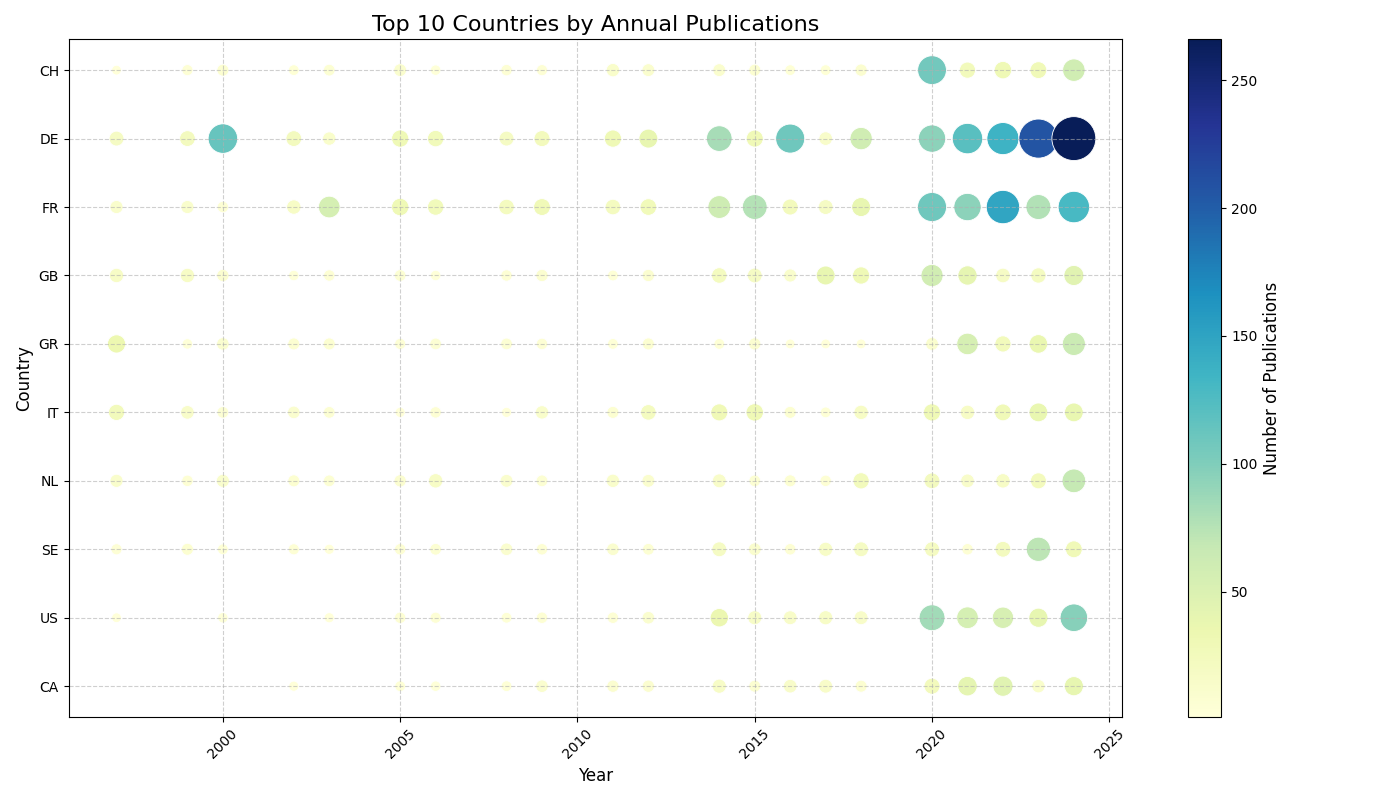 Top 10 Countries by Annual Publications
CH
DE
FR
GB
GR
IT
NL
SE
US
CA
Country
2000
2005
2010
2015
2020
2025
Year
250
200
150
100
50
Number of Publications